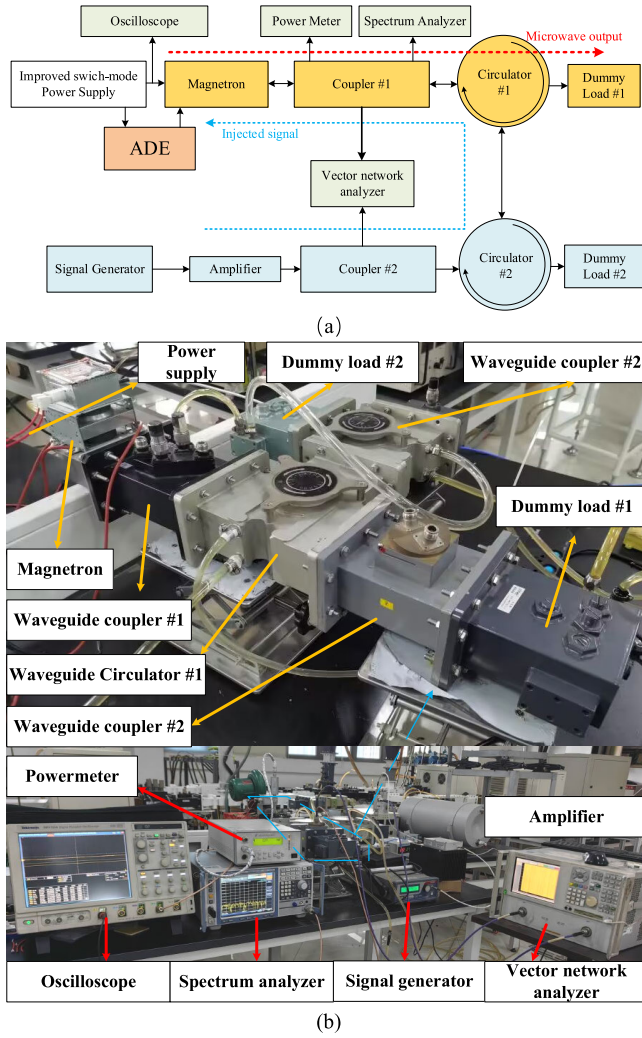 Oscilloscope
Power Meter
Spectrum Analyzer
Microwave output
Improved swich-mode
Power Supply
Magnetron
Coupler #1
Circulator
#1
Dummy
Load #1
ADE
Injected signal
Vector network
analyzer
Signal Generator
Amplifier
Coupler #2
Circulator
#2
Dummy
Load #2
(a)
Power
supply
Dummy load #2
Waveguide coupler #2
Dummy load #1
Magnetron
Waveguide coupler #1
Waveguide Circulator #1
Waveguide coupler #2
Powermeter
Amplifier
Oscilloscope
Spectrum analyzer
Signal generator
Vector network
analyzer
(b)